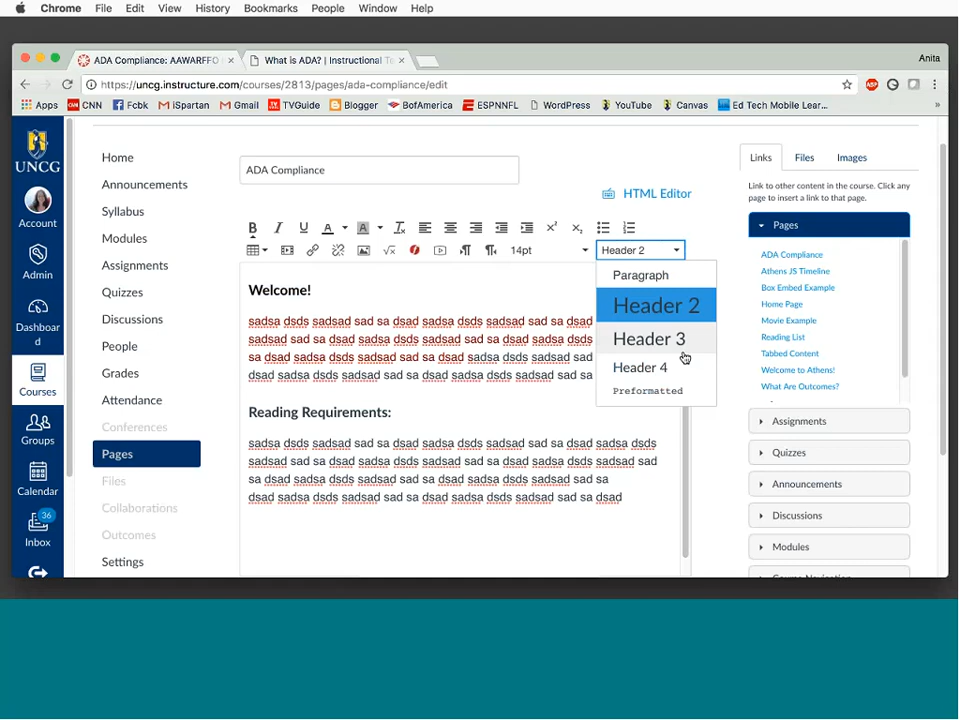 Chrome File Edit View History Bookmarks People Window Help
ADA Compliance: AAWARFFO × What is ADA? | Instructional Te × Anita
https://uncg.instructure.com/courses/2813/pages/ada-compliance/edit ABP
Apps CNN Fcbk iSpartan Gmail TVGuide Blogger BofAmerica ESPNNFL WordPress YouTube Canvas Ed Tech Mobile Lear... »
UNCG
Account
Admin
Dashboar
d
Courses
Groups
Calendar
36
Inbox
Home
Announcements
Syllabus
Modules
Assignments
Quizzes
Discussions
People
Grades
Attendance
Conferences
Pages
Files
Collaborations
Outcomes
Settings
ADA Compliance
HTML Editor
B I U A A
14pt Header 2
Paragraph
Header 2
Header 3
Header 4
Preformatted
Welcome!
sadsa dsds sadsad sad sa dsad sadsa dsds sadsad sad sa dsad
sadsad sad sa dsad sadsa dsds sadsad sad sa dsad sadsa dsds
sa dsad sadsa dsds sadsad sad sa dsad sadsa dsds sadsad sad
dsad sadsa dsds sadsad sad sa dsad sadsa dsds sadsad sad sa
Reading Requirements:
sadsa dsds sadsad sad sa dsad sadsa dsds sadsad sad sa dsad sadsa dsds
sadsad sad sa dsad sadsa dsds sadsad sad sa dsad sadsa dsds sadsad sad
sa dsad sadsa dsds sadsad sad sa dsad sadsa dsds sadsad sad sa
dsad sadsa dsds sadsad sad sa dsad sadsa dsds sadsad sad sa dsad
Links Files Images
Link to other content in the course. Click any
page to insert a link to that page.
Pages
ADA Compliance
Athens JS Timeline
Box Embed Example
Home Page
Movie Example
Reading List
Tabbed Content
Welcome to Athens!
What Are Outcomes?
Assignments
Quizzes
Announcements
Discussions
Modules
Course Navigation